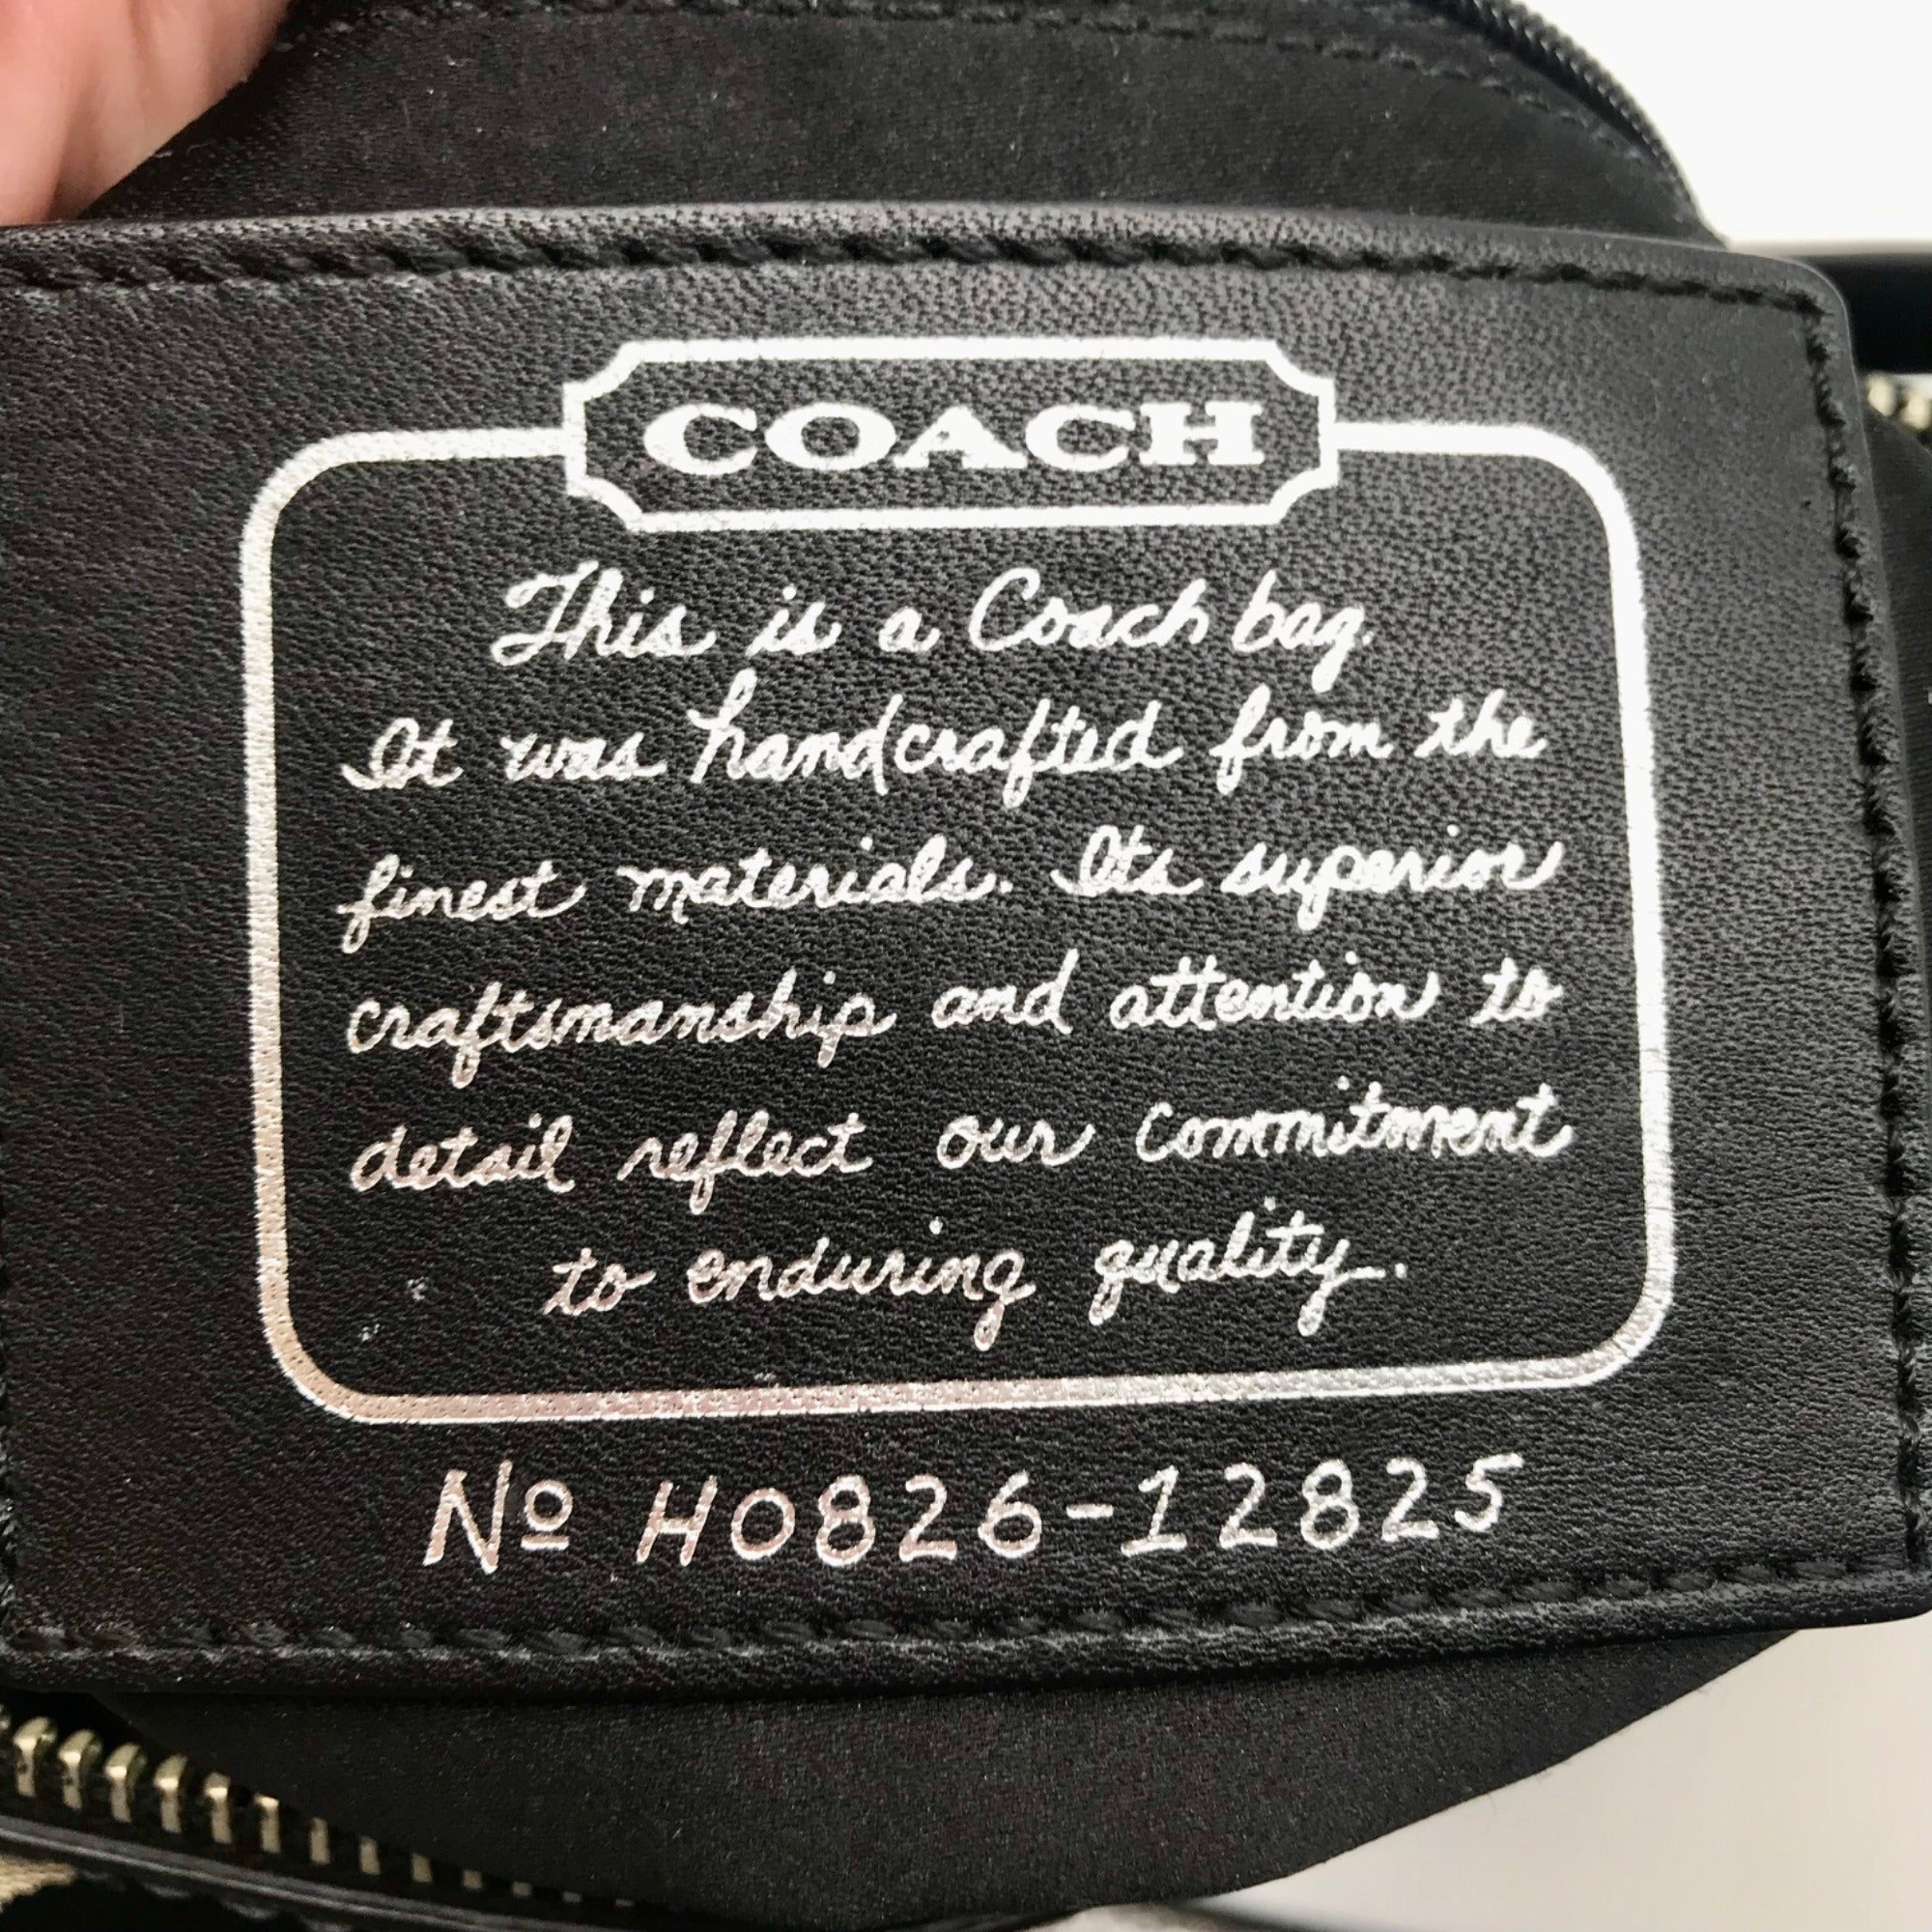 COACH
This is a Coach bag.
It was handcrafted from the
finest materials. Its superior
craftsmanship and attention to
detail reflect our commitment
to enduring quality.
Nº H0826-12825